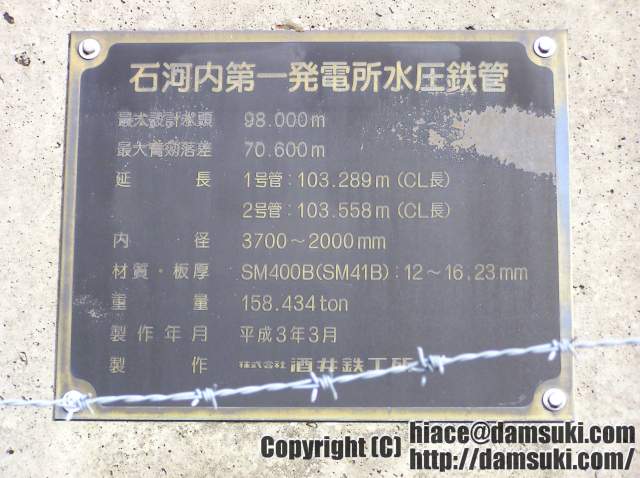 石河内第一発電所水圧鉄管
最大設計水頭 98.000m
最大有効落差 70.600m
延長 1号管:103.289m(CL長)
2号管:103.558m(CL長)
内径 3700~2000mm
材質・板厚 SM400B(SM41B):12~16,23mm
重量 158.434ton
製作年月 平成3年3月
製作 株式会社 酒井鉄工所
Copyright (C) hiace@damsuki.com
http://damsuki.com/